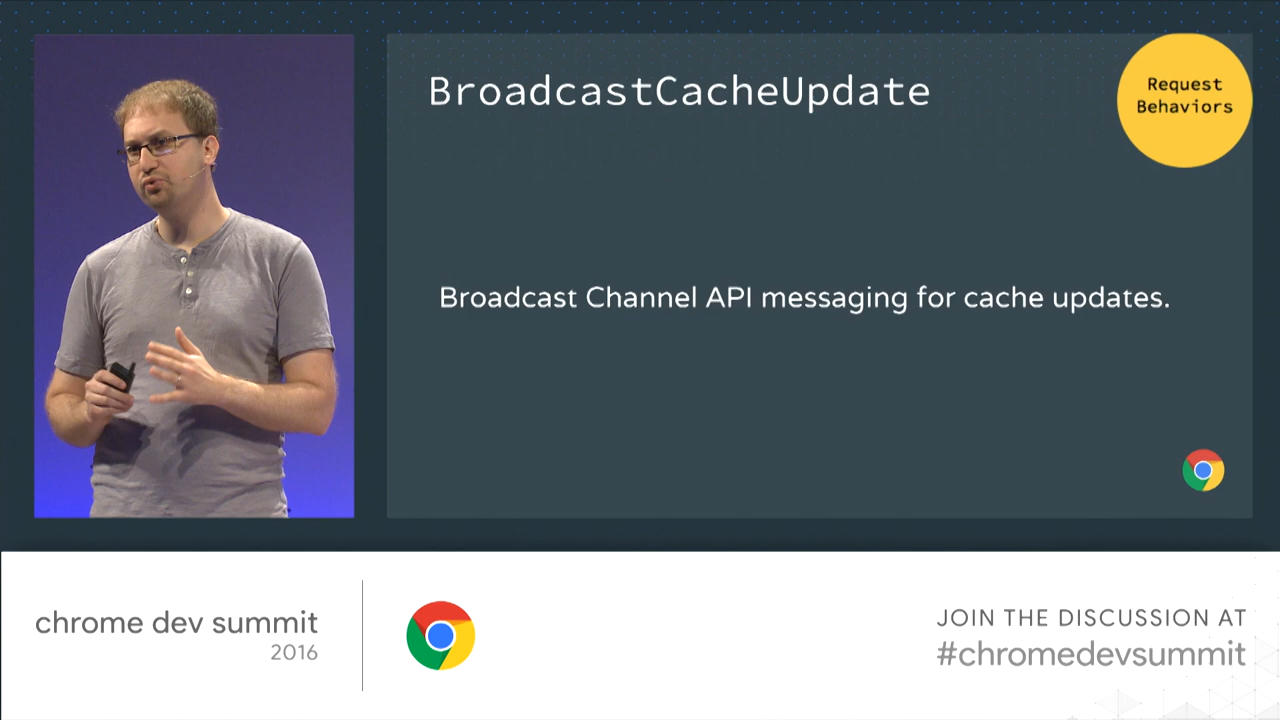 BroadcastCacheUpdate
Request
Behaviors
Broadcast Channel API messaging for cache updates.
chrome dev summit
2016
JOIN THE DISCUSSION AT
#chromedevsummit